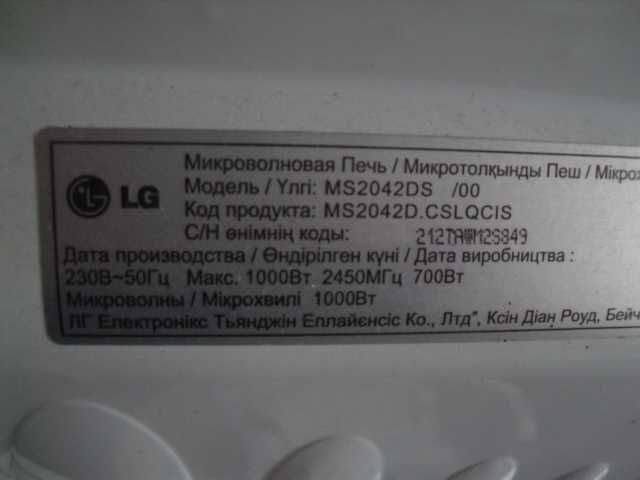 Микроволновая Печь / Микротолқынды Пеш / Мікрох
LG
Модель / Үлгі: MS2042DS /00
Код продукта: MS2042D.CSLQCIS
С/Н өнімнің коды: 212TAWM2S849
Дата производства / Өндірілген күні / Дата виробництва :
230В~50Гц Макс. 1000Вт 2450МГц 700Вт
Микроволны / Мікрохвилі 1000Вт
ЛГ Електронікс Тьянджін Еплайєнсіс Ко., Лтд", Ксін Діан Роуд, Бейч